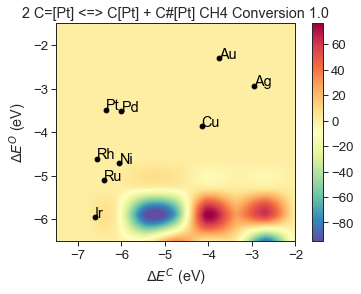 2 C=[Pt] <=> C[Pt] + C#[Pt] CH4 Conversion 1.0
Au
Ag
Pt
Pd
Cu
Rh
Ni
Ru
Ir
−2
−3
−4
−5
−6
ΔE^O (eV)
−7
−6
−5
−4
−3
−2
ΔE^C (eV)
60
40
20
0
−20
−40
−60
−80